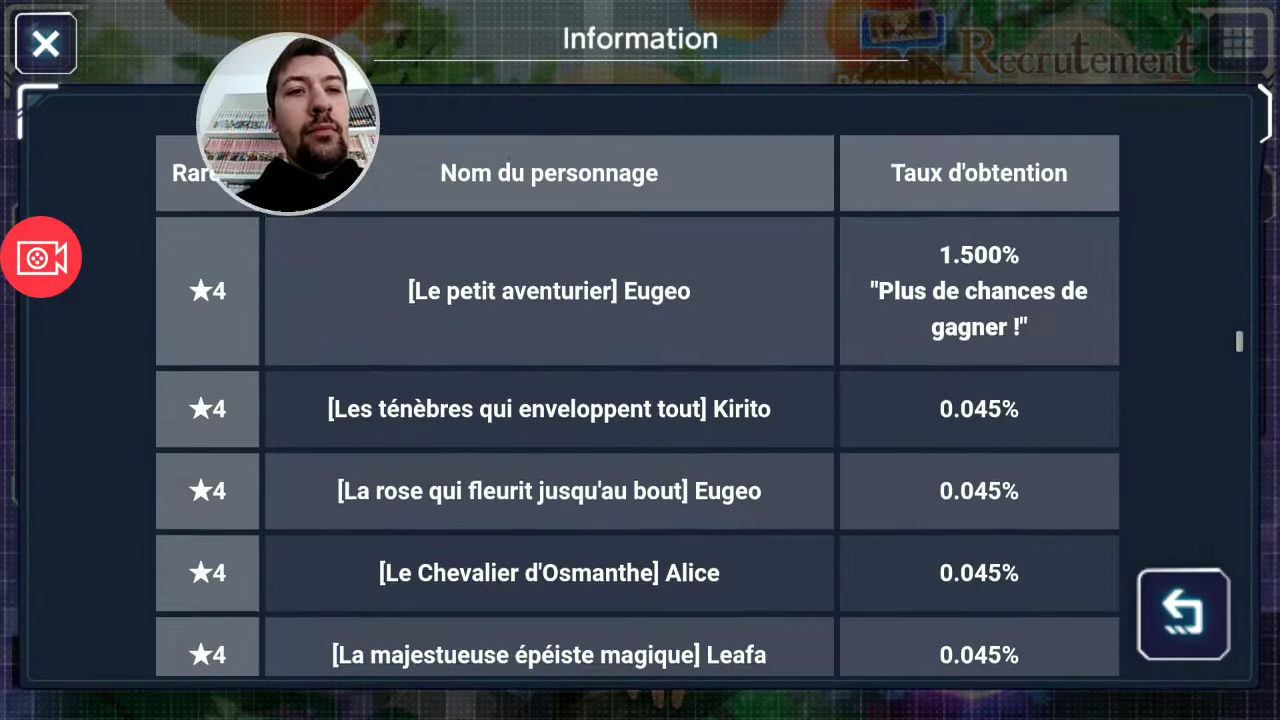 Information
Recrutement
Nom du personnage
Taux d'obtention
★4
[Le petit aventurier] Eugeo
1.500%
"Plus de chances de
gagner !"
★4
[Les ténèbres qui enveloppent tout] Kirito
0.045%
★4
[La rose qui fleurit jusqu'au bout] Eugeo
0.045%
★4
[Le Chevalier d'Osmanthe] Alice
0.045%
★4
[La majestueuse épéiste magique] Leafa
0.045%